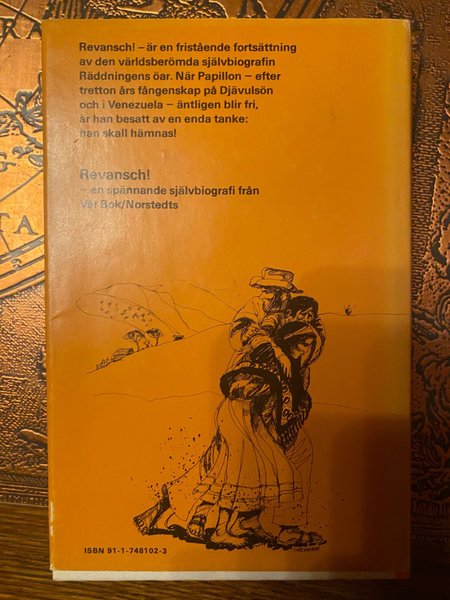 Revansch! – är en fristående fortsättning
av den världsberömda självbiografin
Räddningens öar. När Papillon – efter
tretton års fångenskap på Djävulsön
och i Venezuela – äntligen blir fri,
är han besatt av en enda tanke:
han skall hämnas!
Revansch!
– en spännande självbiografi från
Vår Bok/Norstedts
ISBN 91-1-748102-3